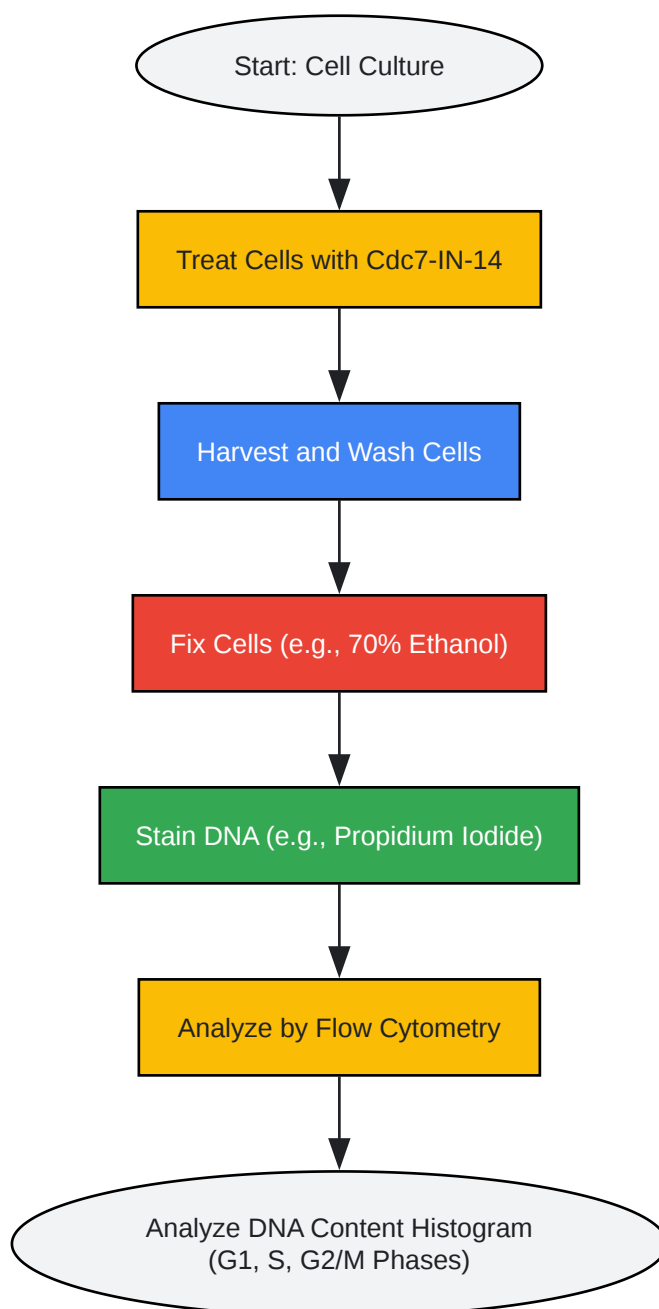 Start: Cell Culture
Treat Cells with Cdc7-IN-14
Harvest and Wash Cells
Fix Cells (e.g., 70% Ethanol)
Stain DNA (e.g., Propidium Iodide)
Analyze by Flow Cytometry
Analyze DNA Content Histogram
(G1, S, G2/M Phases)